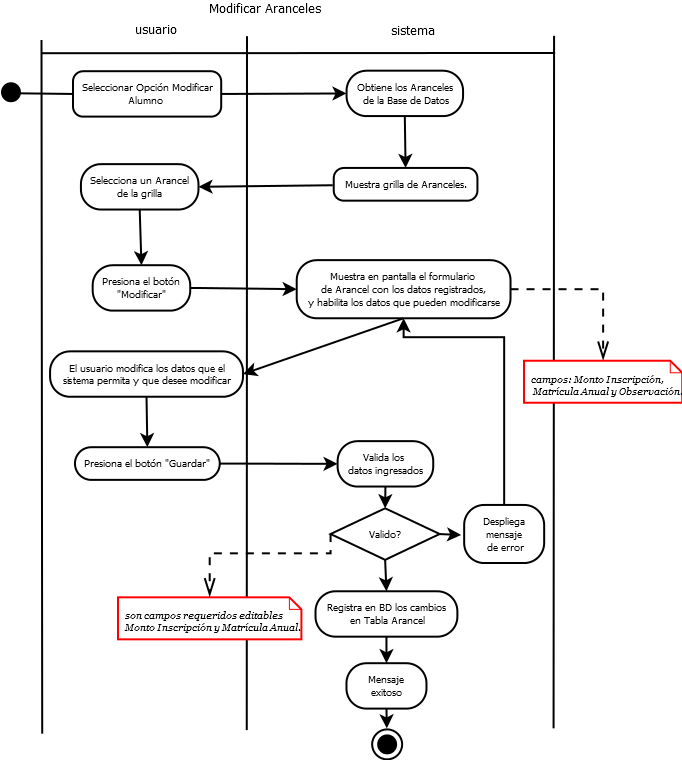 Modificar Aranceles
usuario
sistema
Seleccionar Opción Modificar
Alumno
Obtiene los Aranceles
de la Base de Datos
Selecciona un Arancel
de la grilla
Muestra grilla de Aranceles.
Presiona el botón
"Modificar"
Muestra en pantalla el formulario
de Arancel con los datos registrados,
y habilita los datos que pueden modificarse
El usuario modifica los datos que el
sistema permita y que desee modificar
campos: Monto Inscripción,
Matrícula Anual y Observación.
Presiona el botón "Guardar"
Valida los
datos ingresados
Valido?
Despliega
mensaje
de error
son campos requeridos editables
Monto Inscripción y Matrícula Anual.
Registra en BD los cambios
en Tabla Arancel
Mensaje
exitoso